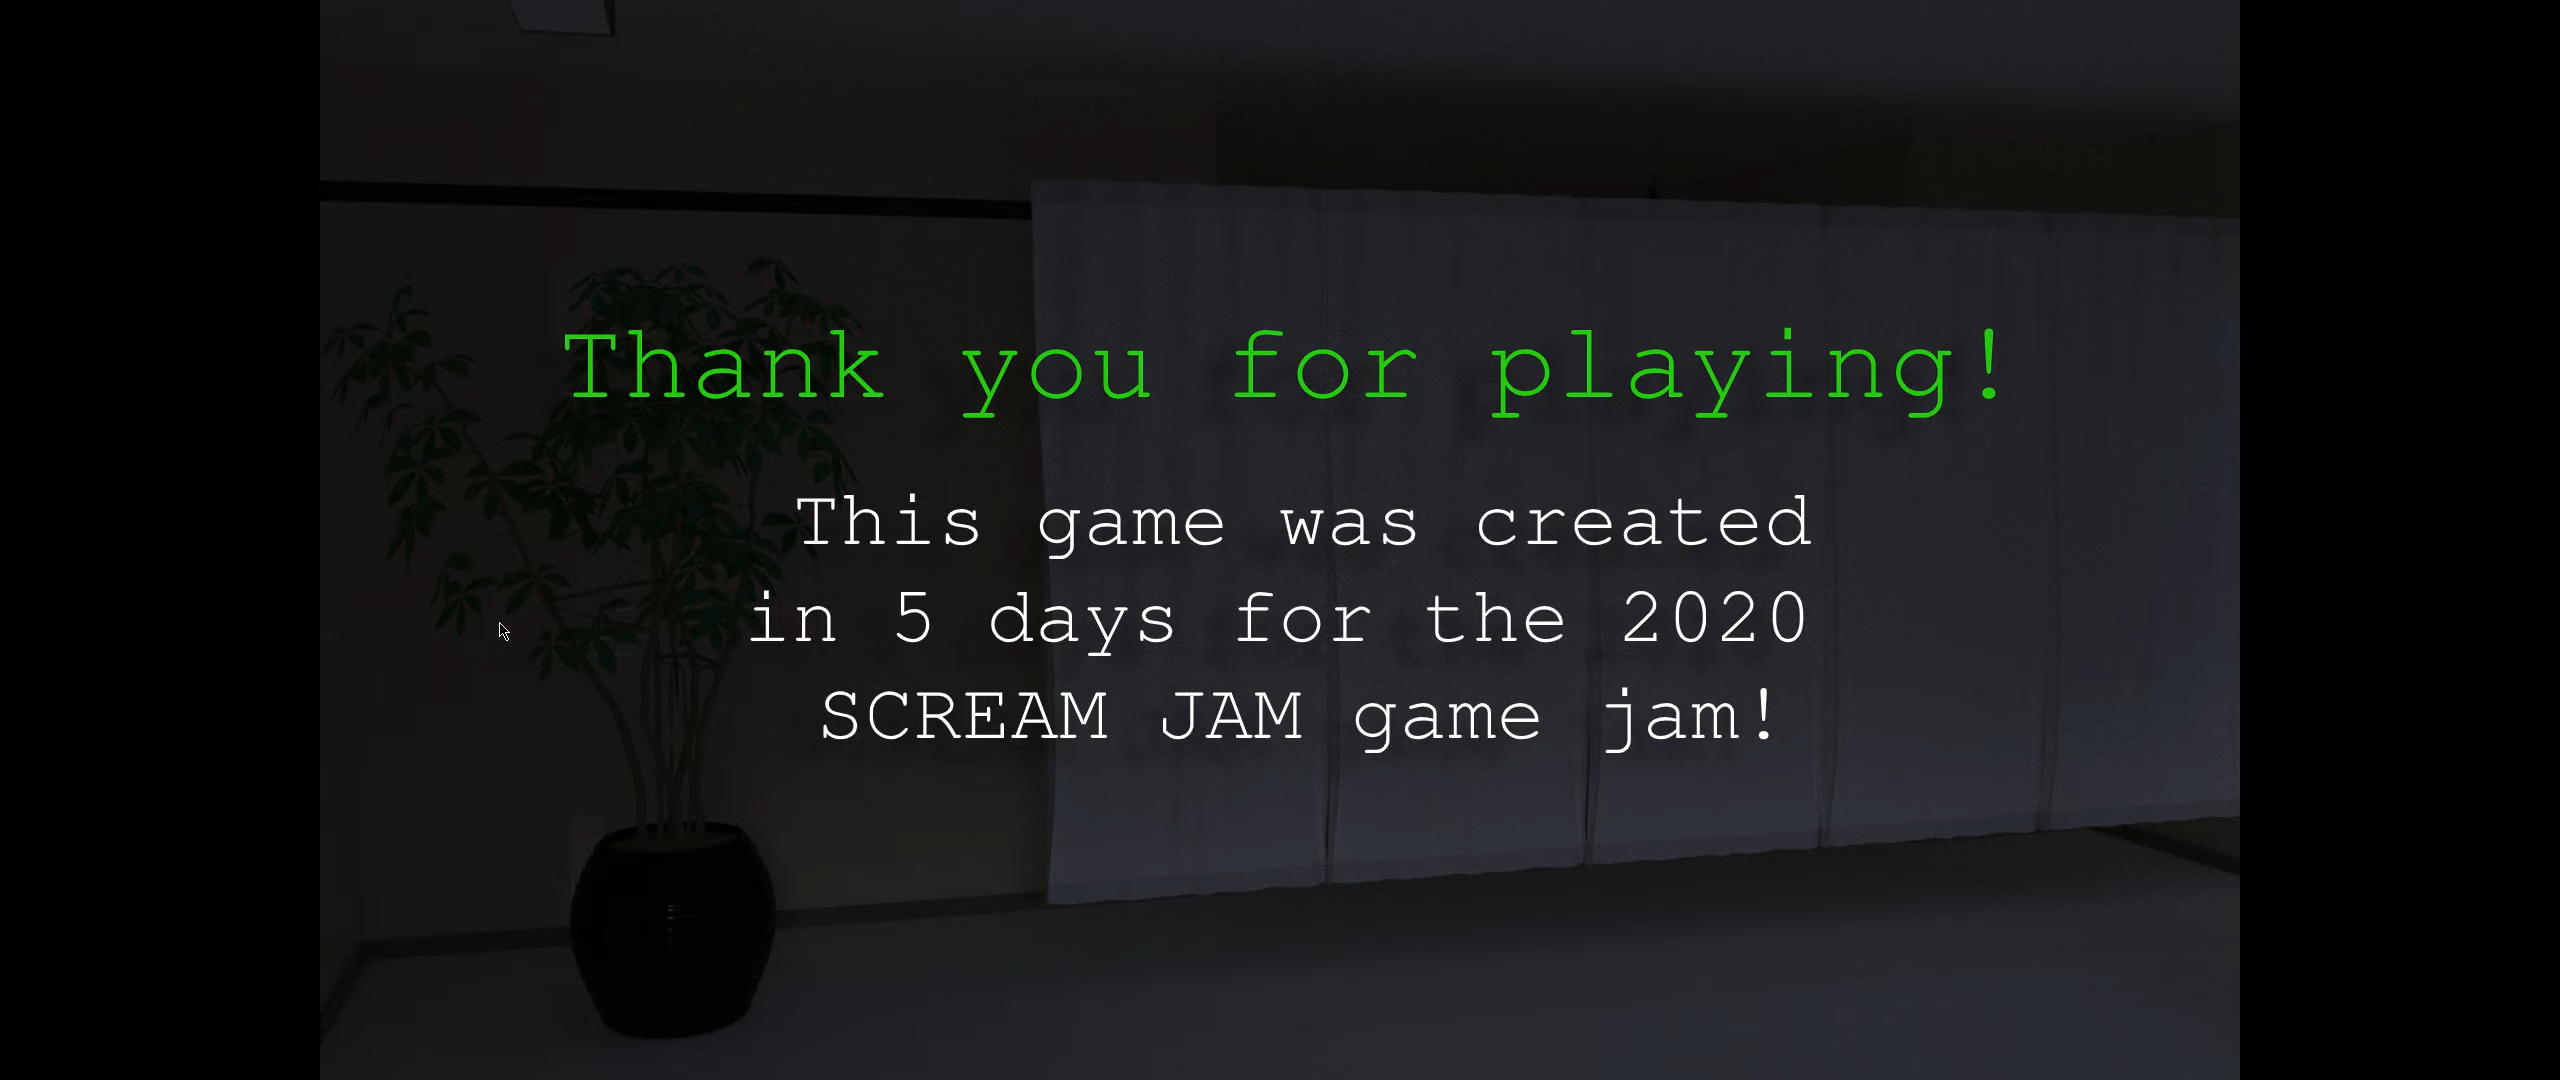 Thank you for playing!
This game was created
in 5 days for the 2020
SCREAM JAM game jam!